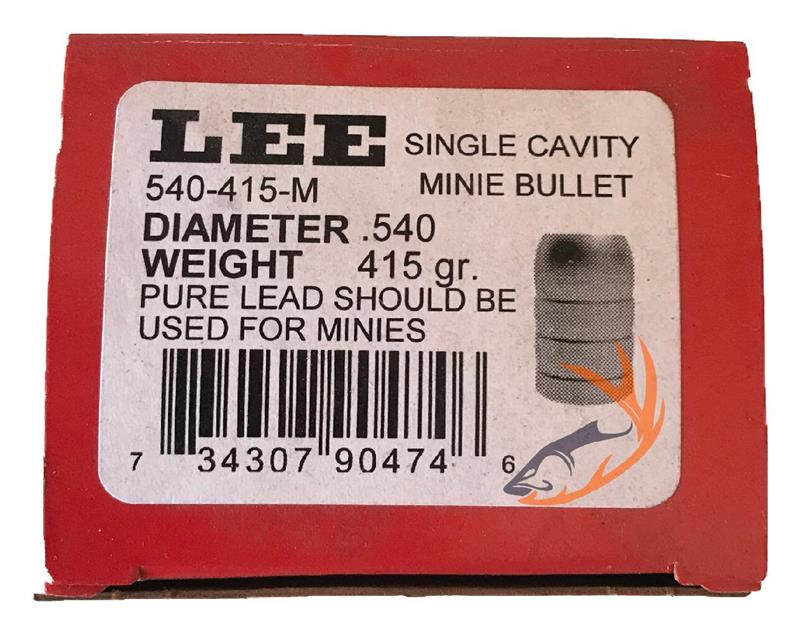 LEE SINGLE CAVITY
540-415-M MINIE BULLET
DIAMETER .540
WEIGHT 415 gr.
PURE LEAD SHOULD BE
USED FOR MINIES
7 34307 90474 6